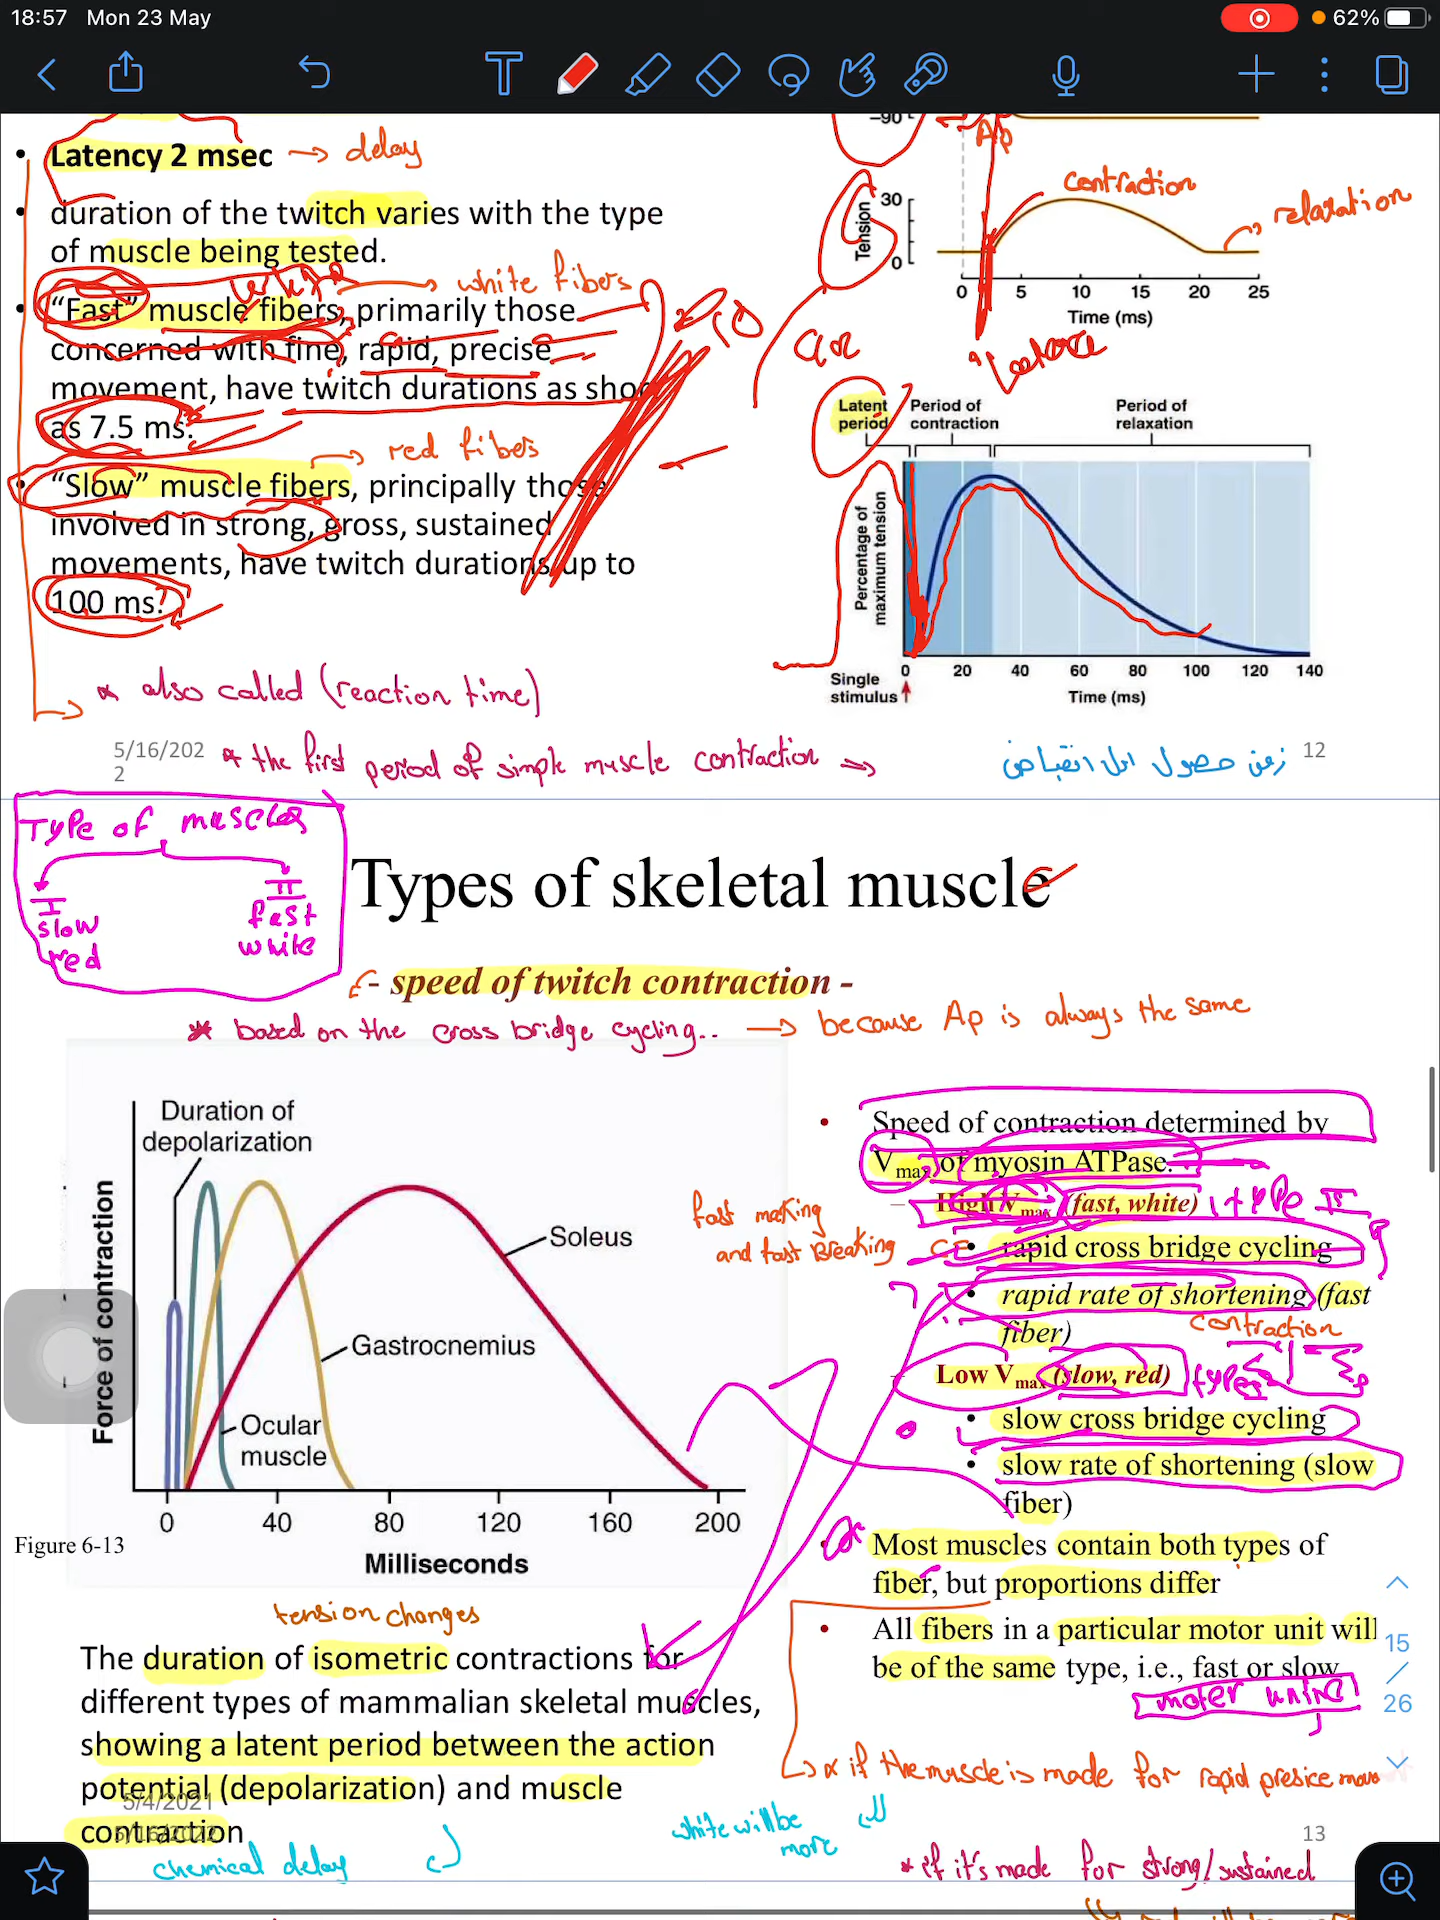 18:57 Mon 23 May
62%
• Latency 2 msec → delay
• duration of the twitch varies with the type
of muscle being tested.
→ white fibers
• "Fast" muscle fibers, primarily those
concerned with fine, rapid, precise
movement, have twitch durations as short
as 7.5 ms.
→ red fibers
• "Slow" muscle fibers, principally those
involved in strong, gross, sustained
movements, have twitch durations up to
100 ms.
* also called (reaction time)
5/16/202
2
* the first period of simple muscle contraction
زمن حصول الانقباض
12
-90
Ap
Tension
30
0
contraction
relaxation
0 5 10 15 20 25
Time (ms)
Latent
period
Period of
contraction
Period of
relaxation
Percentage of
maximum tension
0 20 40 60 80 100 120 140
Single
stimulus
Time (ms)
Type of muscles
I
slow
red
II
fast
white
Types of skeletal muscle
- speed of twitch contraction -
* based on the cross bridge cycling.. → because Ap is always the same
Duration of
depolarization
Force of contraction
Soleus
Gastrocnemius
Ocular
muscle
0 40 80 120 160 200
Milliseconds
Figure 6-13
tension changes
The duration of isometric contractions for
different types of mammalian skeletal muscles,
showing a latent period between the action
potential (depolarization) and muscle
contraction
5/4/2021
5/16/2022
chemical delay
• Speed of contraction determined by
Vmax of myosin ATPase.
– High Vmax (fast, white) type II
fast making
and fast Breaking
• rapid cross bridge cycling
• rapid rate of shortening (fast
fiber)
contraction
– Low Vmax (slow, red) type I
• slow cross bridge cycling
• slow rate of shortening (slow
fiber)
• Most muscles contain both types of
fiber, but proportions differ
• All fibers in a particular motor unit will
be of the same type, i.e., fast or slow
15
/
26
* if the muscle is made for rapid presice
white will be
more
13
* if it's made for strong/sustained